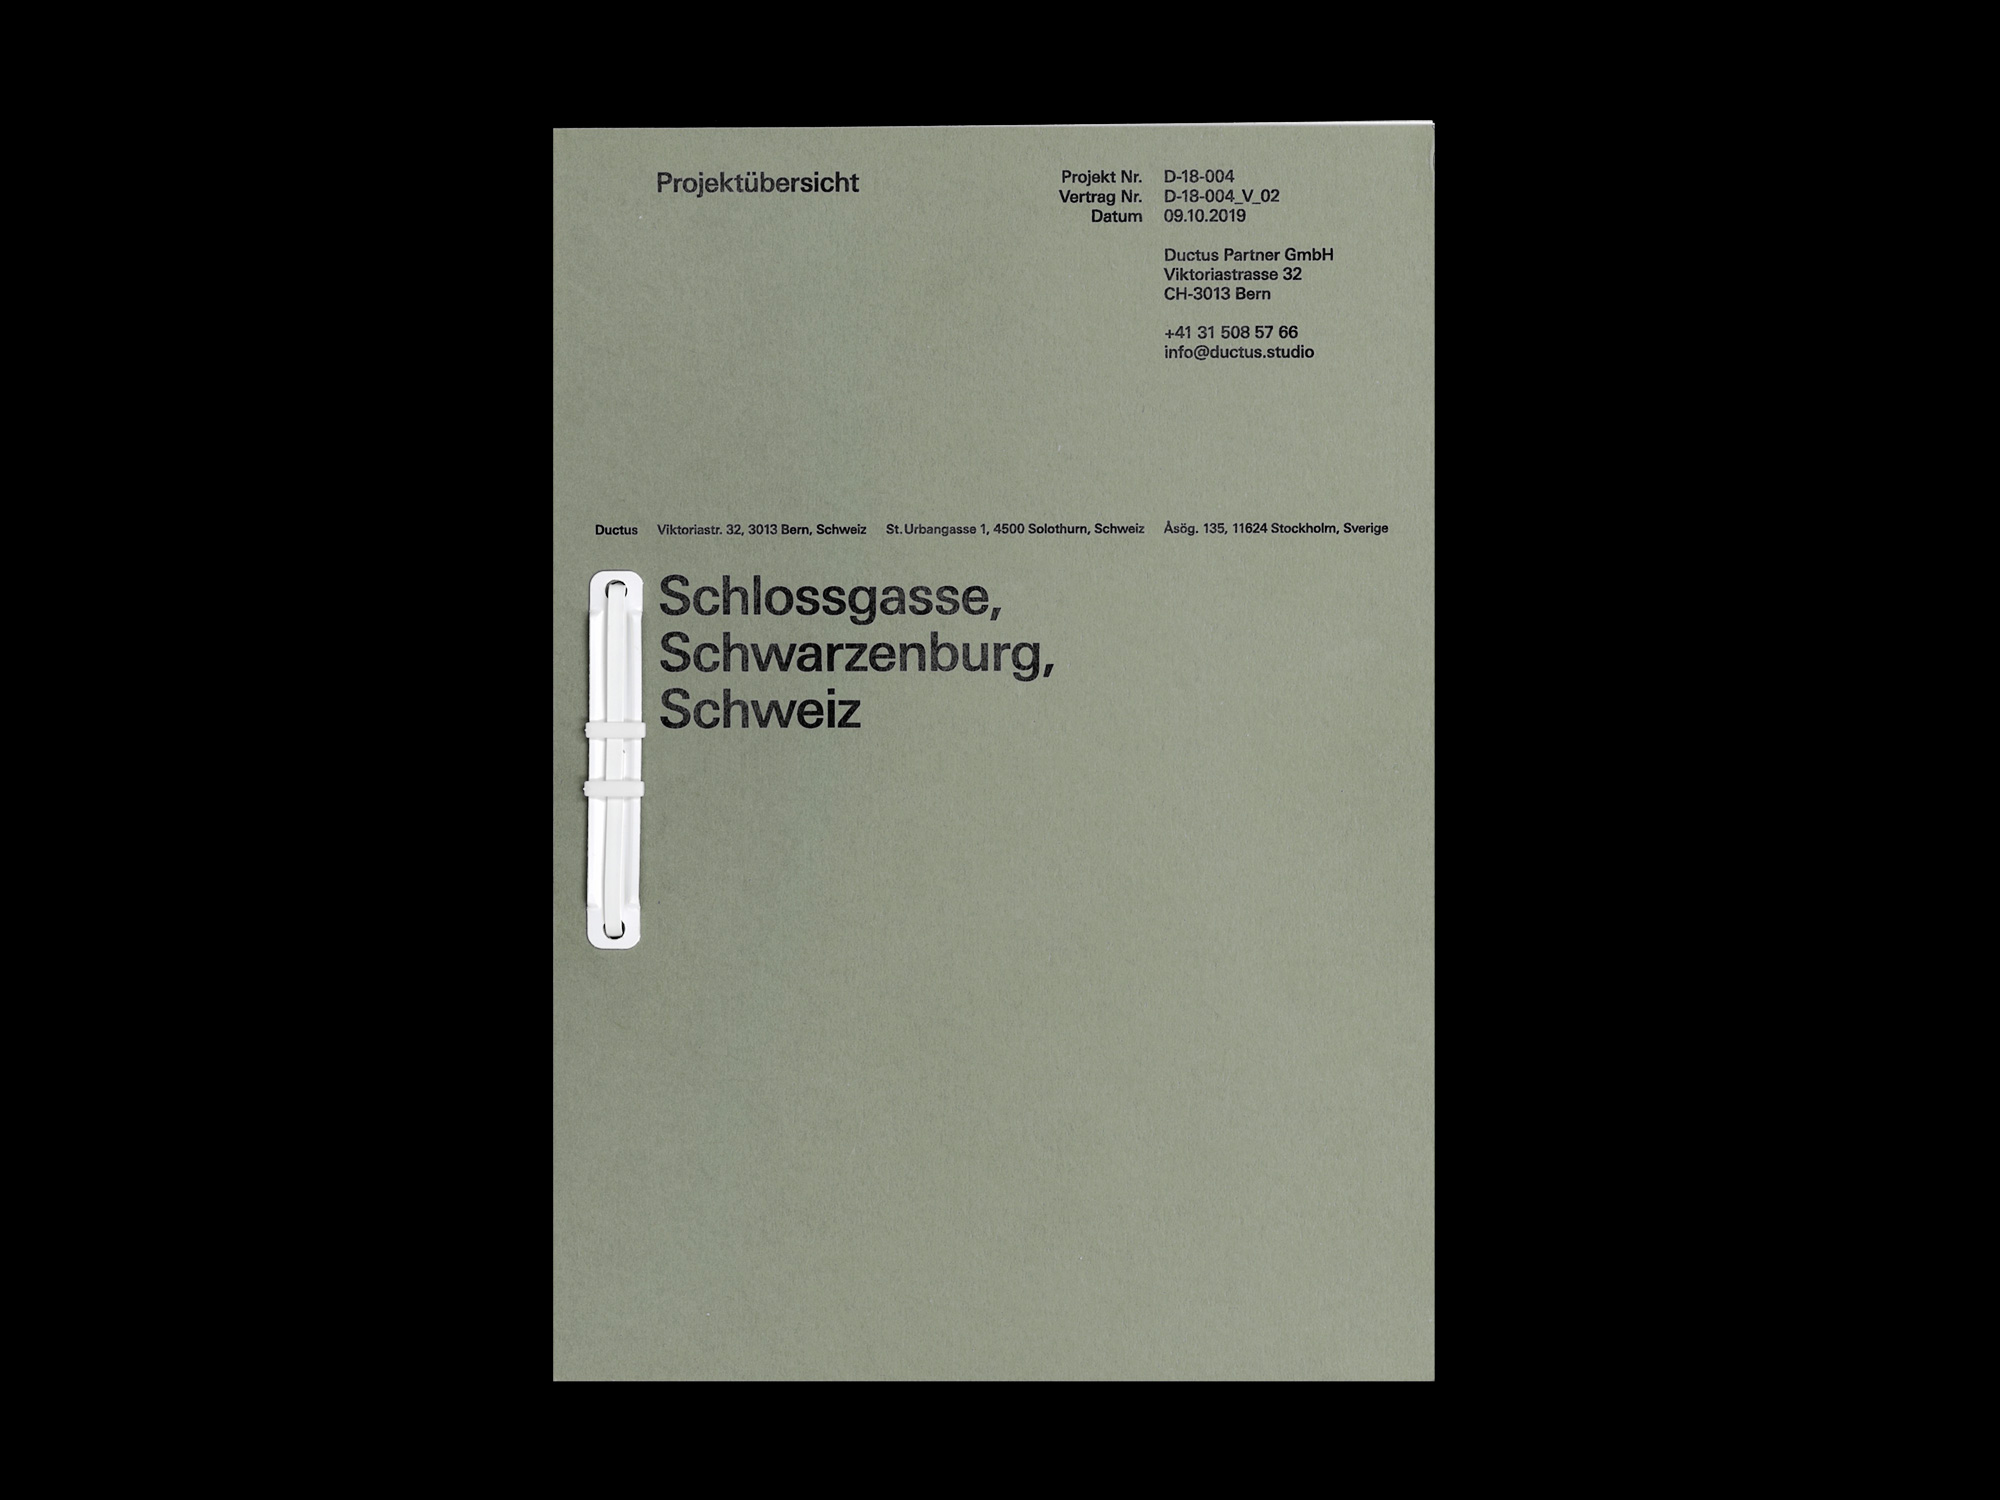 Projektübersicht
Projekt Nr. D-18-004
Vertrag Nr. D-18-004_V_02
Datum 09.10.2019
Ductus Partner GmbH
Viktoriastrasse 32
CH-3013 Bern
+41 31 508 57 66
info@ductus.studio
Ductus Viktoriastr. 32, 3013 Bern, Schweiz St. Urbangasse 1, 4500 Solothurn, Schweiz Åsög. 135, 11624 Stockholm, Sverige
Schlossgasse,
Schwarzenburg,
Schweiz